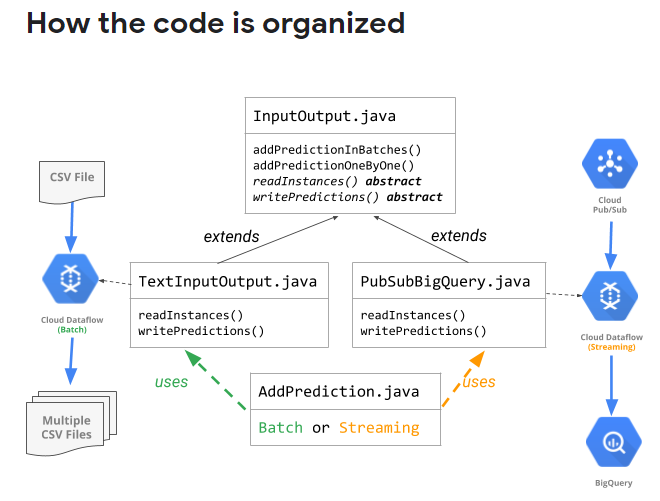 How the code is organized
InputOutput.java
addPredictionInBatches()
addPredictionOneByOne()
readInstances() abstract
writePredictions() abstract
CSV File
Cloud
Pub/Sub
extends
extends
TextInputOutput.java
readInstances()
writePredictions()
PubSubBigQuery.java
readInstances()
writePredictions()
Cloud Dataflow
(Batch)
Cloud Dataflow
(Streaming)
uses
uses
AddPrediction.java
Batch or Streaming
Multiple
CSV Files
BigQuery